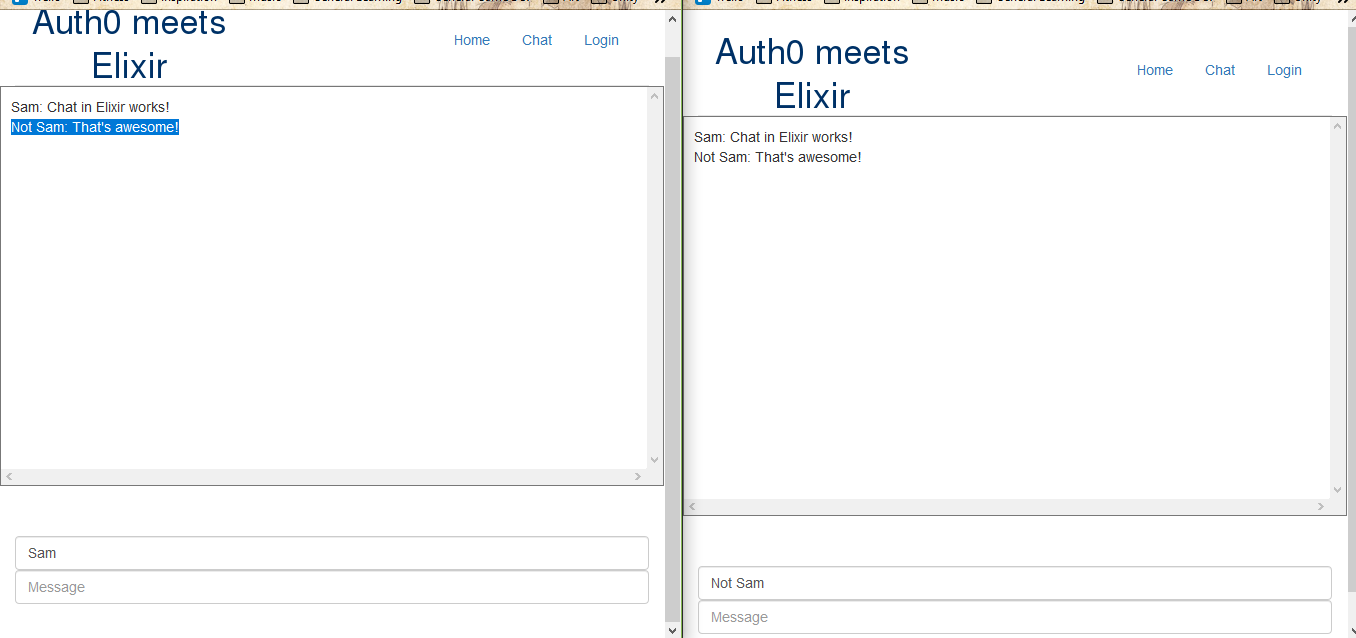 Auth0 meets
Elixir
Home
Chat
Login
Sam: Chat in Elixir works!
Not Sam: That's awesome!
Sam
Message
Auth0 meets
Elixir
Home
Chat
Login
Sam: Chat in Elixir works!
Not Sam: That's awesome!
Not Sam
Message